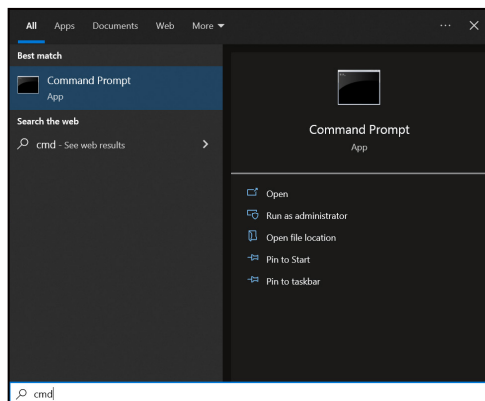 All Apps Documents Web More
Best match
Command Prompt
App
Search the web
cmd - See web results
Command Prompt
App
Open
Run as administrator
Open file location
Pin to Start
Pin to taskbar
cmd